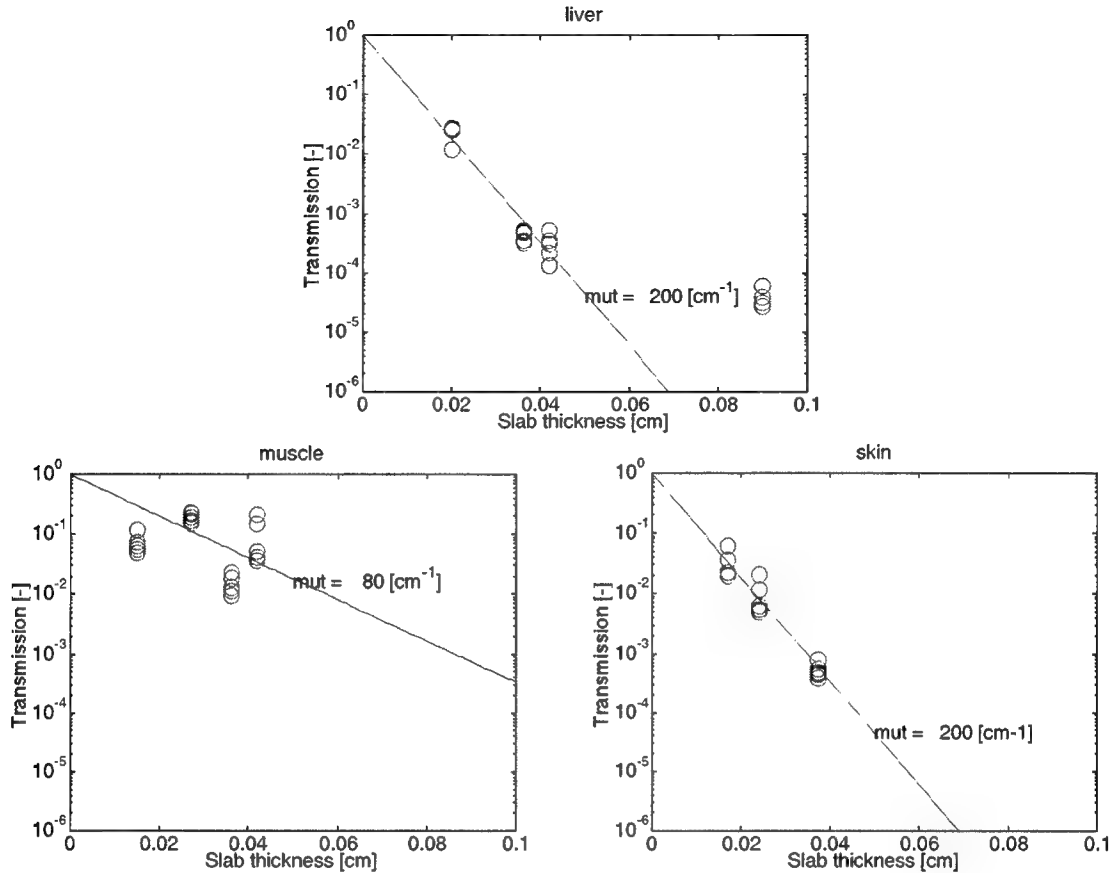 liver
10^0
10^-1
10^-2
10^-3
10^-4
10^-5
10^-6
Transmission [-]
mut = 200 [cm^-1]
0 0.02 0.04 0.06 0.08 0.1
Slab thickness [cm]
muscle
10^0
10^-1
10^-2
10^-3
10^-4
10^-5
10^-6
Transmission [-]
mut = 80 [cm^-1]
0 0.02 0.04 0.06 0.08 0.1
Slab thickness [cm]
skin
10^0
10^-1
10^-2
10^-3
10^-4
10^-5
10^-6
Transmission [-]
mut = 200 [cm-1]
0 0.02 0.04 0.06 0.08 0.1
Slab thickness [cm]